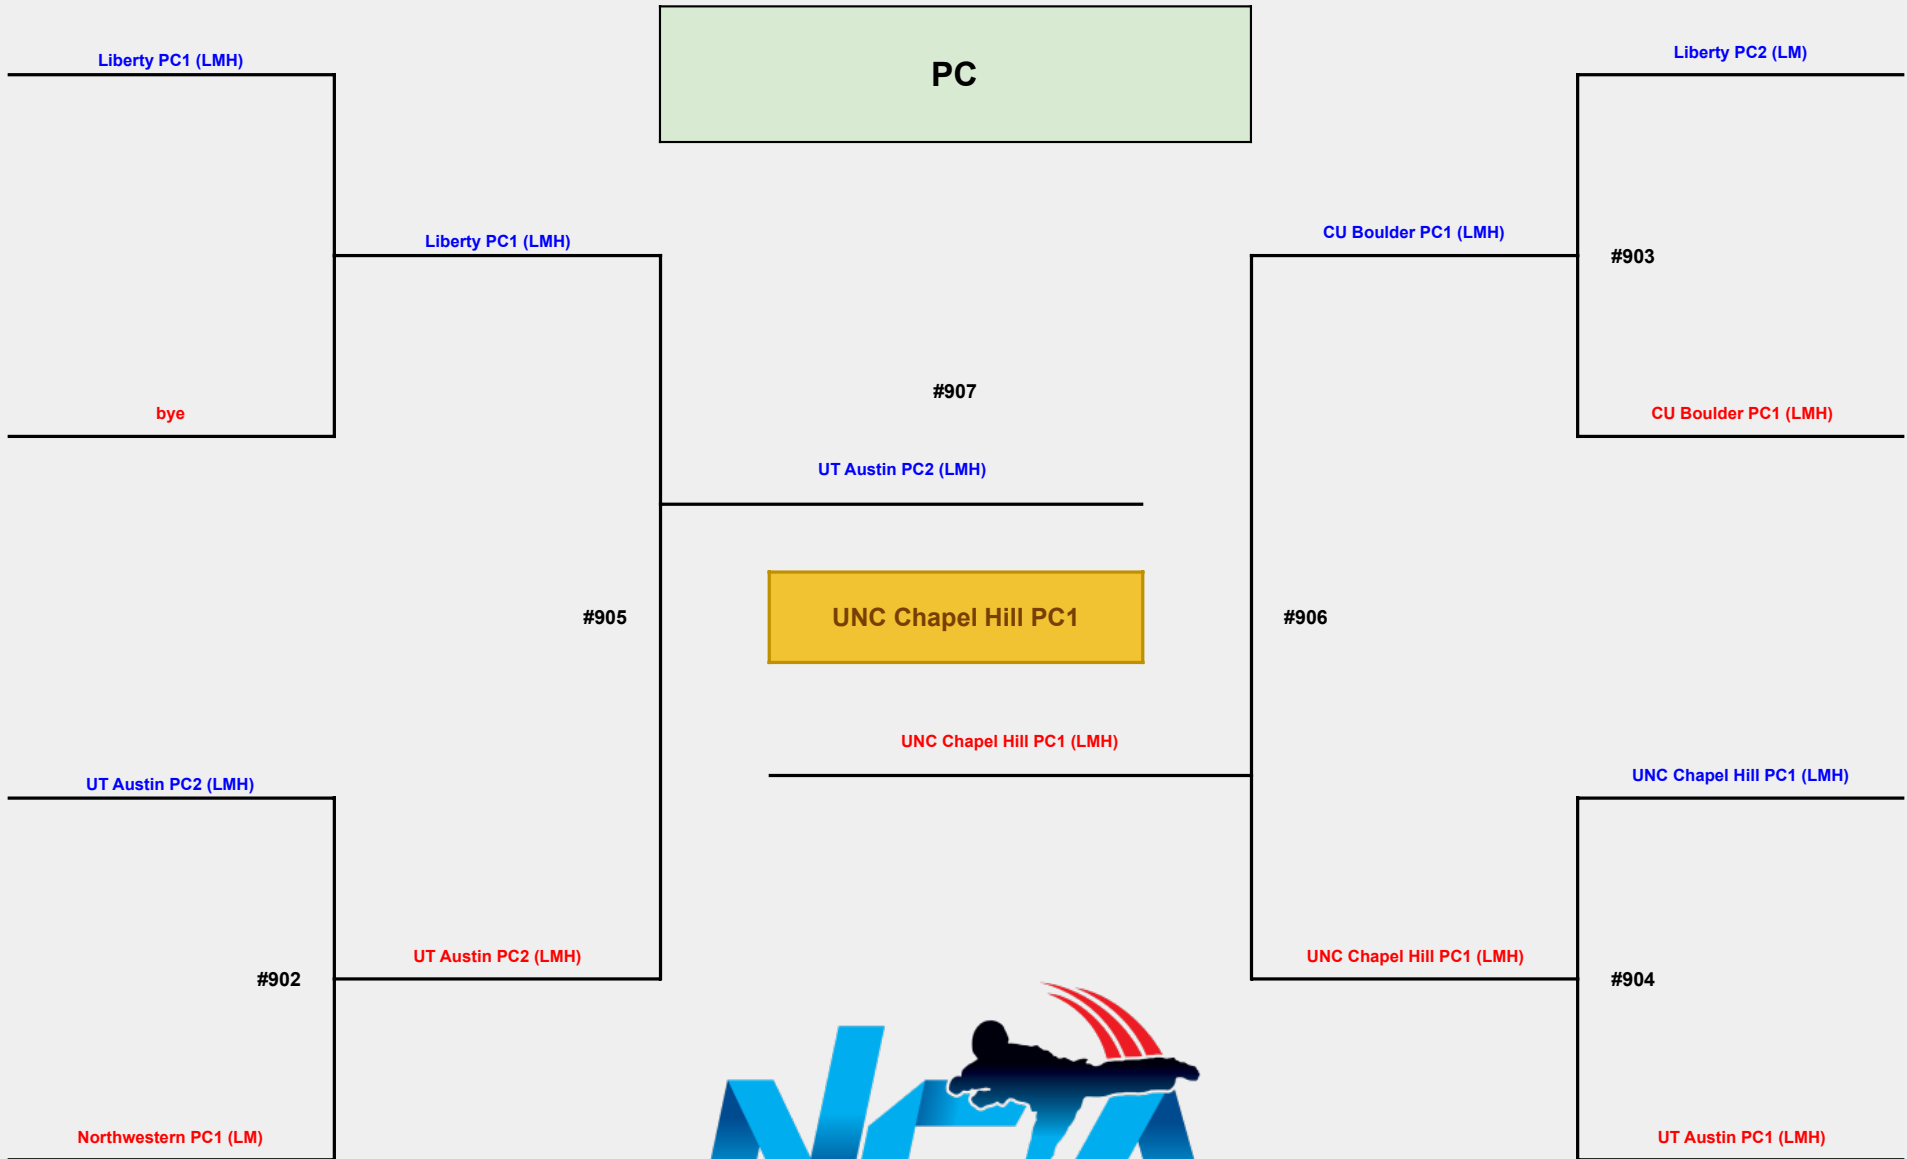 PC
Liberty PC1 (LMH)
Liberty PC2 (LM)
Liberty PC1 (LMH)
CU Boulder PC1 (LMH)
#903
#907
bye
CU Boulder PC1 (LMH)
UT Austin PC2 (LMH)
#905
UNC Chapel Hill PC1
#906
UNC Chapel Hill PC1 (LMH)
UT Austin PC2 (LMH)
UNC Chapel Hill PC1 (LMH)
UT Austin PC2 (LMH)
UNC Chapel Hill PC1 (LMH)
#902
#904
Northwestern PC1 (LM)
UT Austin PC1 (LMH)